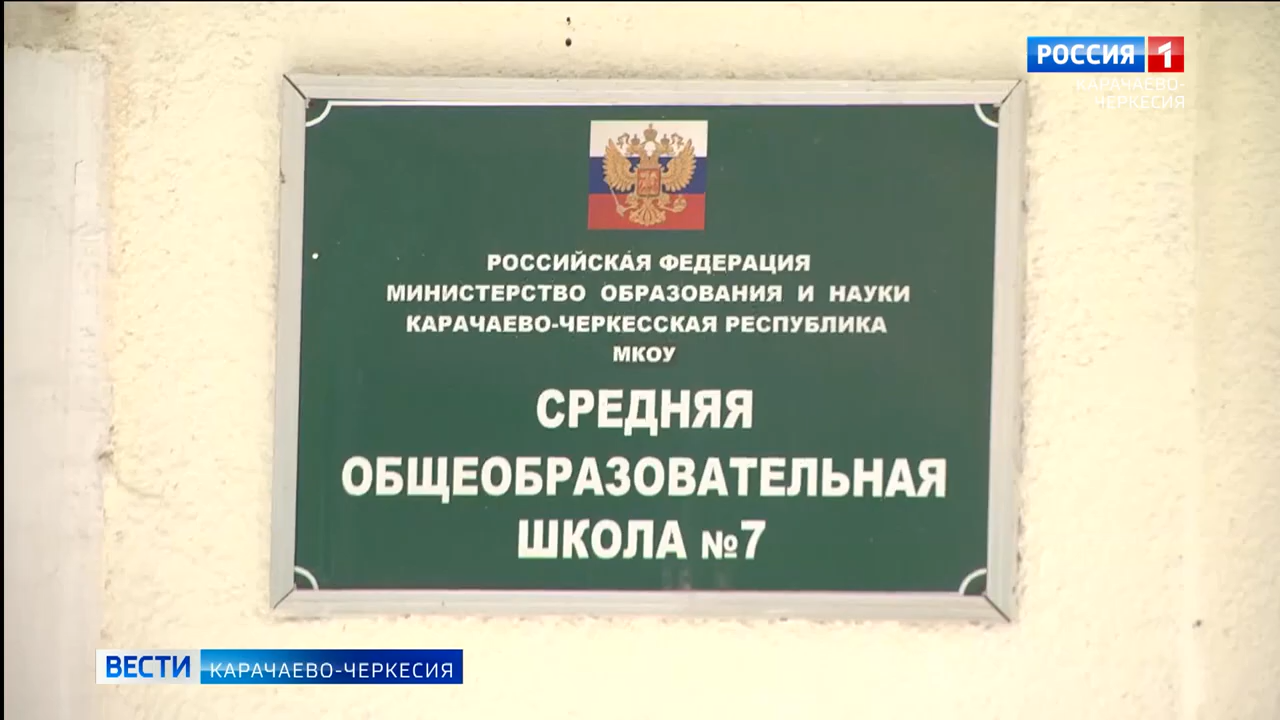 РОССИЯ 1
КАРАЧАЕВО-
ЧЕРКЕСИЯ
РОССИЙСКАЯ ФЕДЕРАЦИЯ
МИНИСТЕРСТВО ОБРАЗОВАНИЯ И НАУКИ
КАРАЧАЕВО-ЧЕРКЕССКАЯ РЕСПУБЛИКА
МКОУ
СРЕДНЯЯ
ОБЩЕОБРАЗОВАТЕЛЬНАЯ
ШКОЛА №7
ВЕСТИ КАРАЧАЕВО-ЧЕРКЕСИЯ